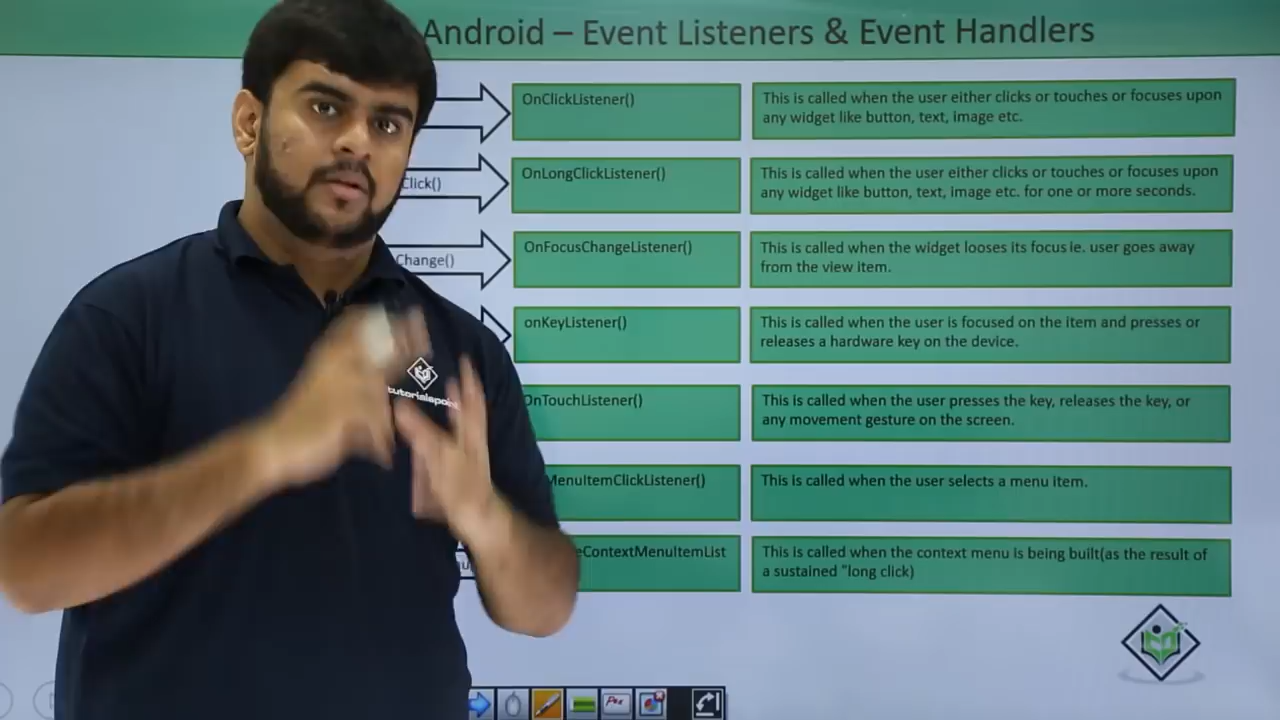 Android – Event Listeners & Event Handlers
OnClickListener()
This is called when the user either clicks or touches or focuses upon
any widget like button, text, image etc.
Click()
OnLongClickListener()
This is called when the user either clicks or touches or focuses upon
any widget like button, text, image etc. for one or more seconds.
Change()
OnFocusChangeListener()
This is called when the widget looses its focus ie. user goes away
from the view item.
onKeyListener()
This is called when the user is focused on the item and presses or
releases a hardware key on the device.
OnTouchListener()
This is called when the user presses the key, releases the key, or
any movement gesture on the screen.
MenuItemClickListener()
This is called when the user selects a menu item.
eContextMenuItemList
This is called when the context menu is being built(as the result of
a sustained "long click)
tutorialspoint